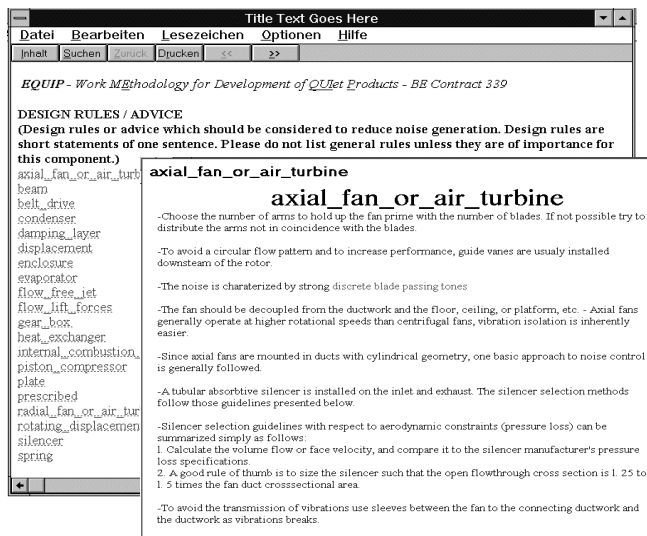 Title Text Goes Here
Datei Bearbeiten Lesezeichen Optionen Hilfe
Inhalt Suchen Zurück Drucken << >>
EQUIP - Work MEthodology for Development of QUIet Products - BE Contract 339
DESIGN RULES / ADVICE
(Design rules or advice which should be considered to reduce noise generation. Design rules are
short statements of one sentence. Please do not list general rules unless they are of importance for
this component.)
axial_fan_or_air_turb
beam
belt_drive
condenser
damping_layer
displacement
enclosure
evaporator
flow_free_jet
flow_lift_forces
gear_box
heat_exchanger
internal_combustion_
piston_compressor
plate
prescribed
radial_fan_or_air_tur
rotating_displacemen
silencer
spring
axial_fan_or_air_turbine
axial_fan_or_air_turbine
-Choose the number of arms to hold up the fan prime with the number of blades. If not possible try to
distribute the arms not in coincidence with the blades.
-To avoid a circular flow pattern and to increase performance, guide vanes are usualy installed
downsteam of the rotor.
-The noise is charaterized by strong discrete blade passing tones
-The fan should be decoupled from the ductwork and the floor, ceiling, or platform, etc. - Axial fans
generally operate at higher rotational speeds than centrifugal fans, vibration isolation is inherently
easier.
-Since axial fans are mounted in ducts with cylindrical geometry, one basic approach to noise control
is generally followed.
-A tubular absorbtive silencer is installed on the inlet and exhaust. The silencer selection methods
follow those guidelines presented below.
-Silencer selection guidelines with respect to aerodynamic constraints (pressure loss) can be
summarized simply as follows:
1. Calculate the volume flow or face velocity, and compare it to the silencer manufacturer's pressure
loss specifications.
2. A good rule of thumb is to size the silencer such that the open flowthrough cross section is 1. 25 to
1. 5 times the fan duct crosssectional area.
-To avoid the transmission of vibrations use sleeves between the fan to the connecting ductwork and
the ductwork as vibrations breaks.